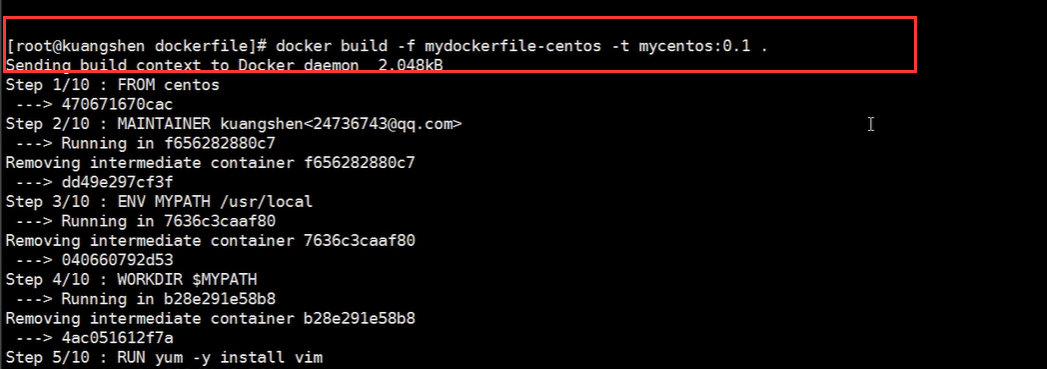 [root@kuangshen dockerfile]# docker build -f mydockerfile-centos -t mycentos:0.1 .
Sending build context to Docker daemon  2.048kB
Step 1/10 : FROM centos
 ---> 470671670cac
Step 2/10 : MAINTAINER kuangshen<24736743@qq.com>
 ---> Running in f656282880c7
Removing intermediate container f656282880c7
 ---> dd49e297cf3f
Step 3/10 : ENV MYPATH /usr/local
 ---> Running in 7636c3caaf80
Removing intermediate container 7636c3caaf80
 ---> 040660792d53
Step 4/10 : WORKDIR $MYPATH
 ---> Running in b28e291e58b8
Removing intermediate container b28e291e58b8
 ---> 4ac051612f7a
Step 5/10 : RUN yum -y install vim